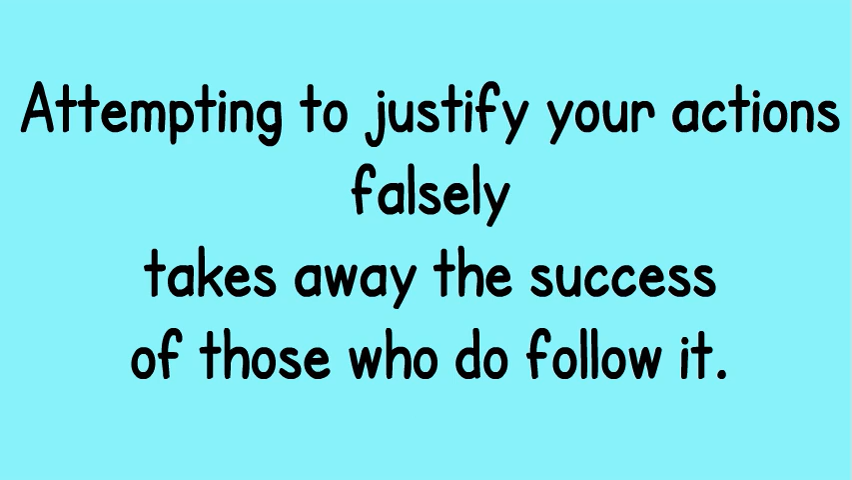 Attempting to justify your actions
falsely
takes away the success
of those who do follow it.